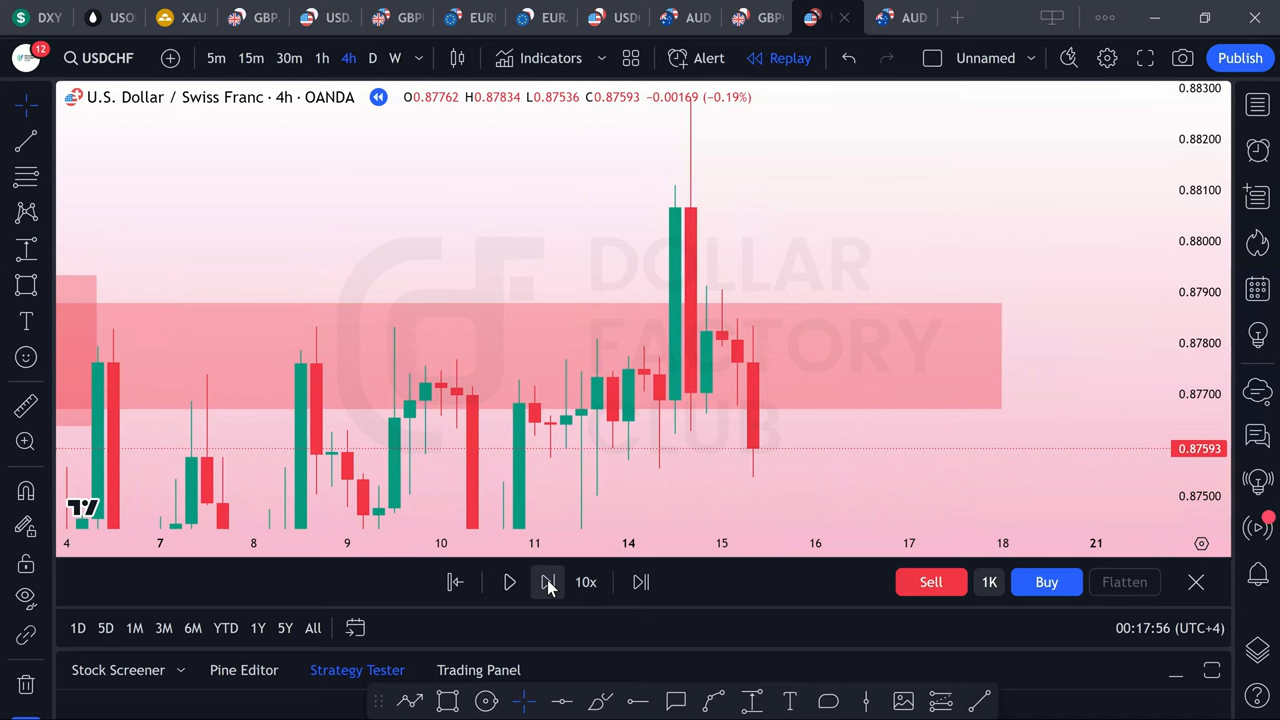 DXY
USO
XAU
GBP.
USD.
GBP
EUR
EUR.
USD
AUD
GBP
AUD
12
USDCHF
5m 15m 30m 1h 4h D W
Indicators
Alert
Replay
Unnamed
Publish
U.S. Dollar / Swiss Franc · 4h · OANDA
O0.87762 H0.87834 L0.87536 C0.87593 −0.00169 (−0.19%)
0.88300
0.88200
0.88100
0.88000
0.87900
0.87800
0.87700
0.87593
0.87500
DOLLAR
FACTORY
CLUB
4 7 8 9 10 11 14 15 16 17 18 21
10x
Sell
1K
Buy
Flatten
1D 5D 1M 3M 6M YTD 1Y 5Y All
00:17:56 (UTC+4)
Stock Screener
Pine Editor
Strategy Tester
Trading Panel